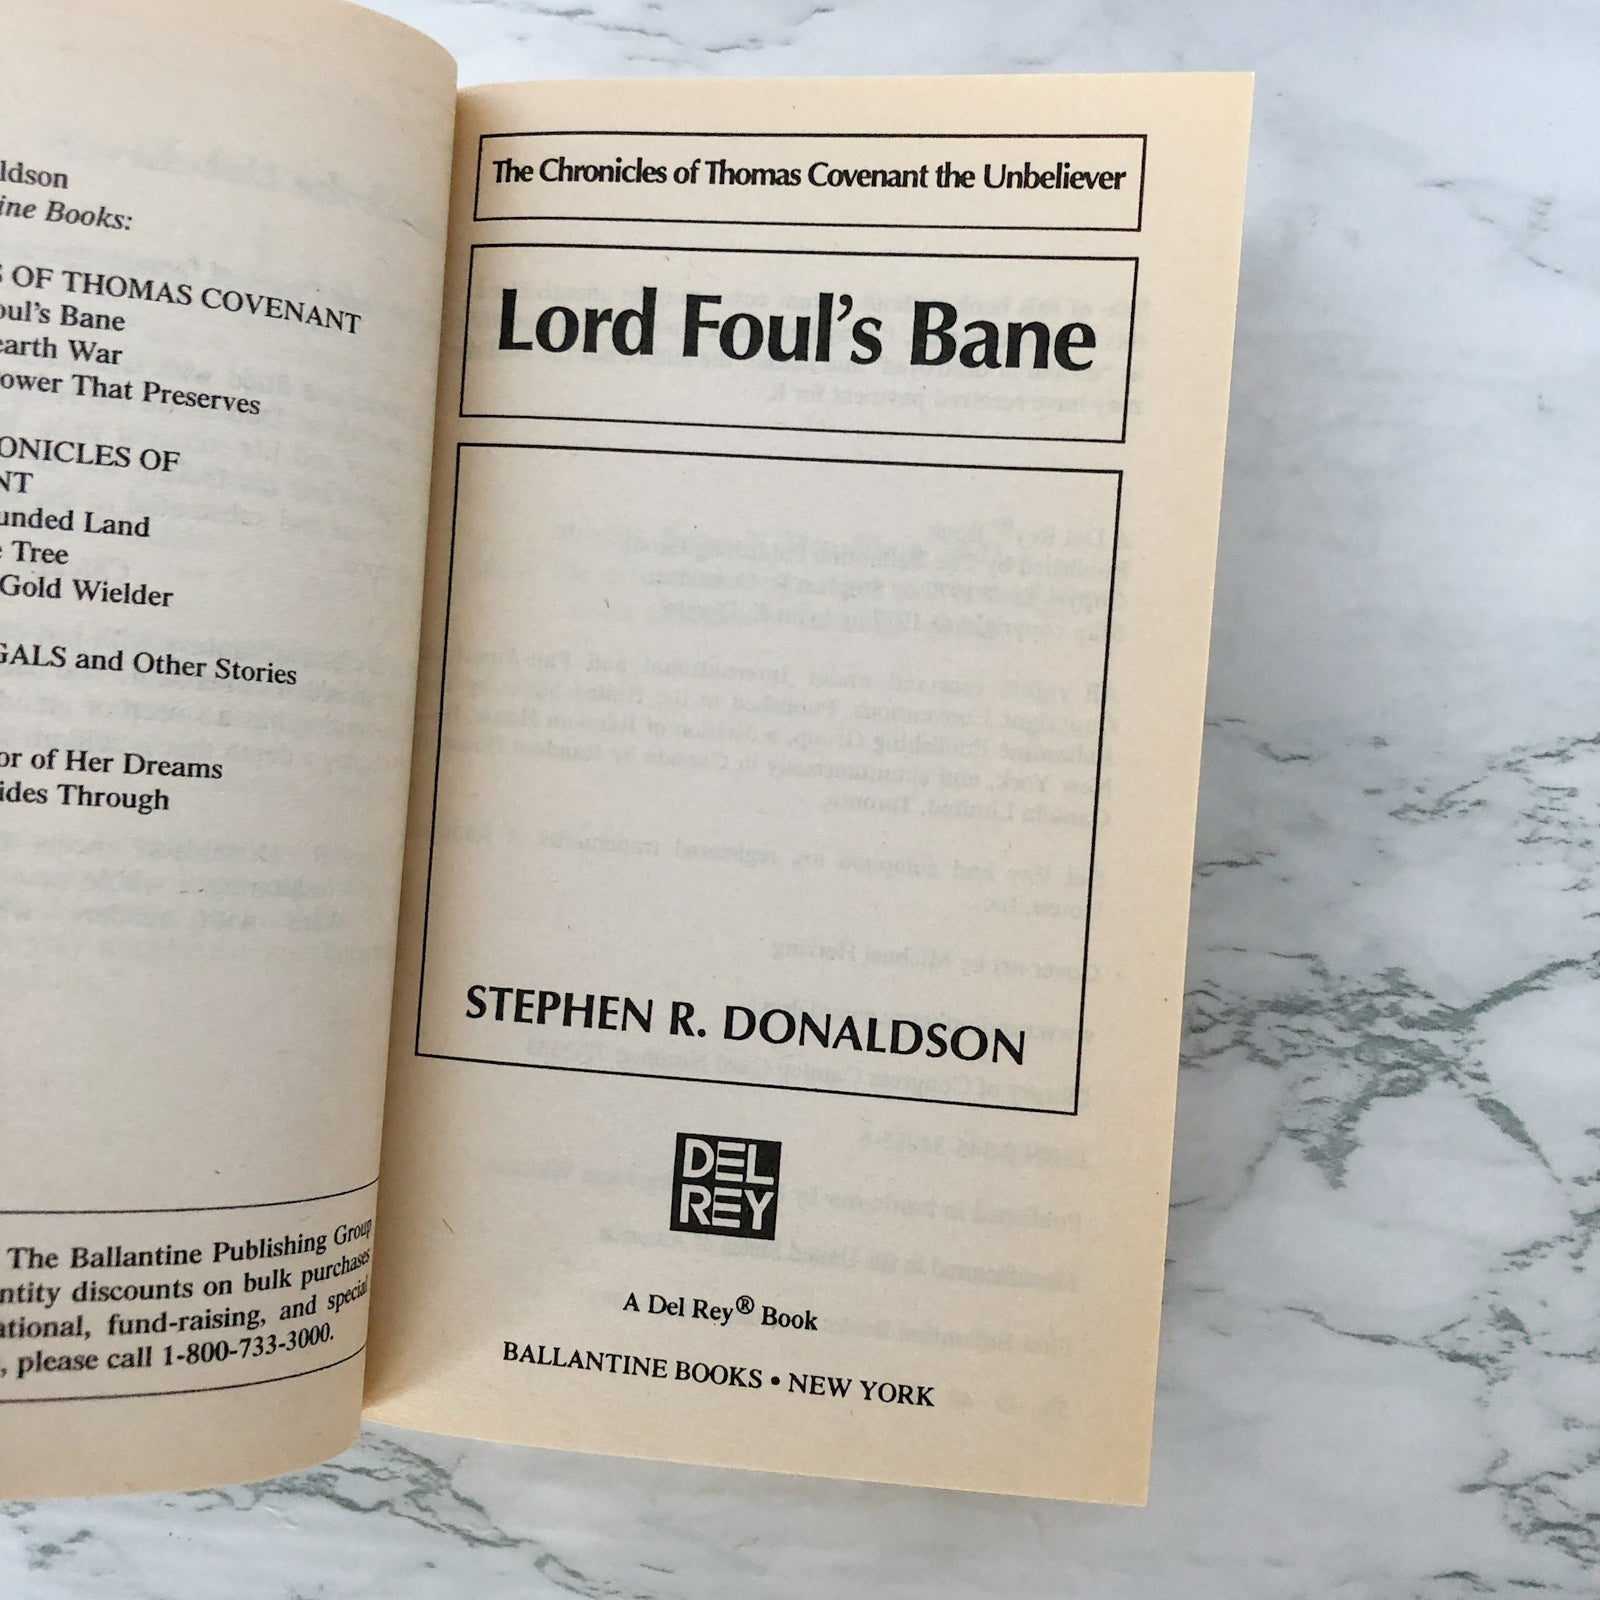 ldson
ine Books:
S OF THOMAS COVENANT
oul's Bane
earth War
ower That Preserves
ONICLES OF
NT
unded Land
e Tree
Gold Wielder
GALS and Other Stories
or of Her Dreams
ides Through
The Ballantine Publishing Group
ntity discounts on bulk purchases
ational, fund-raising, and special
, please call 1-800-733-3000.
The Chronicles of Thomas Covenant the Unbeliever
Lord Foul's Bane
STEPHEN R. DONALDSON
DEL
REY
A Del Rey® Book
BALLANTINE BOOKS • NEW YORK